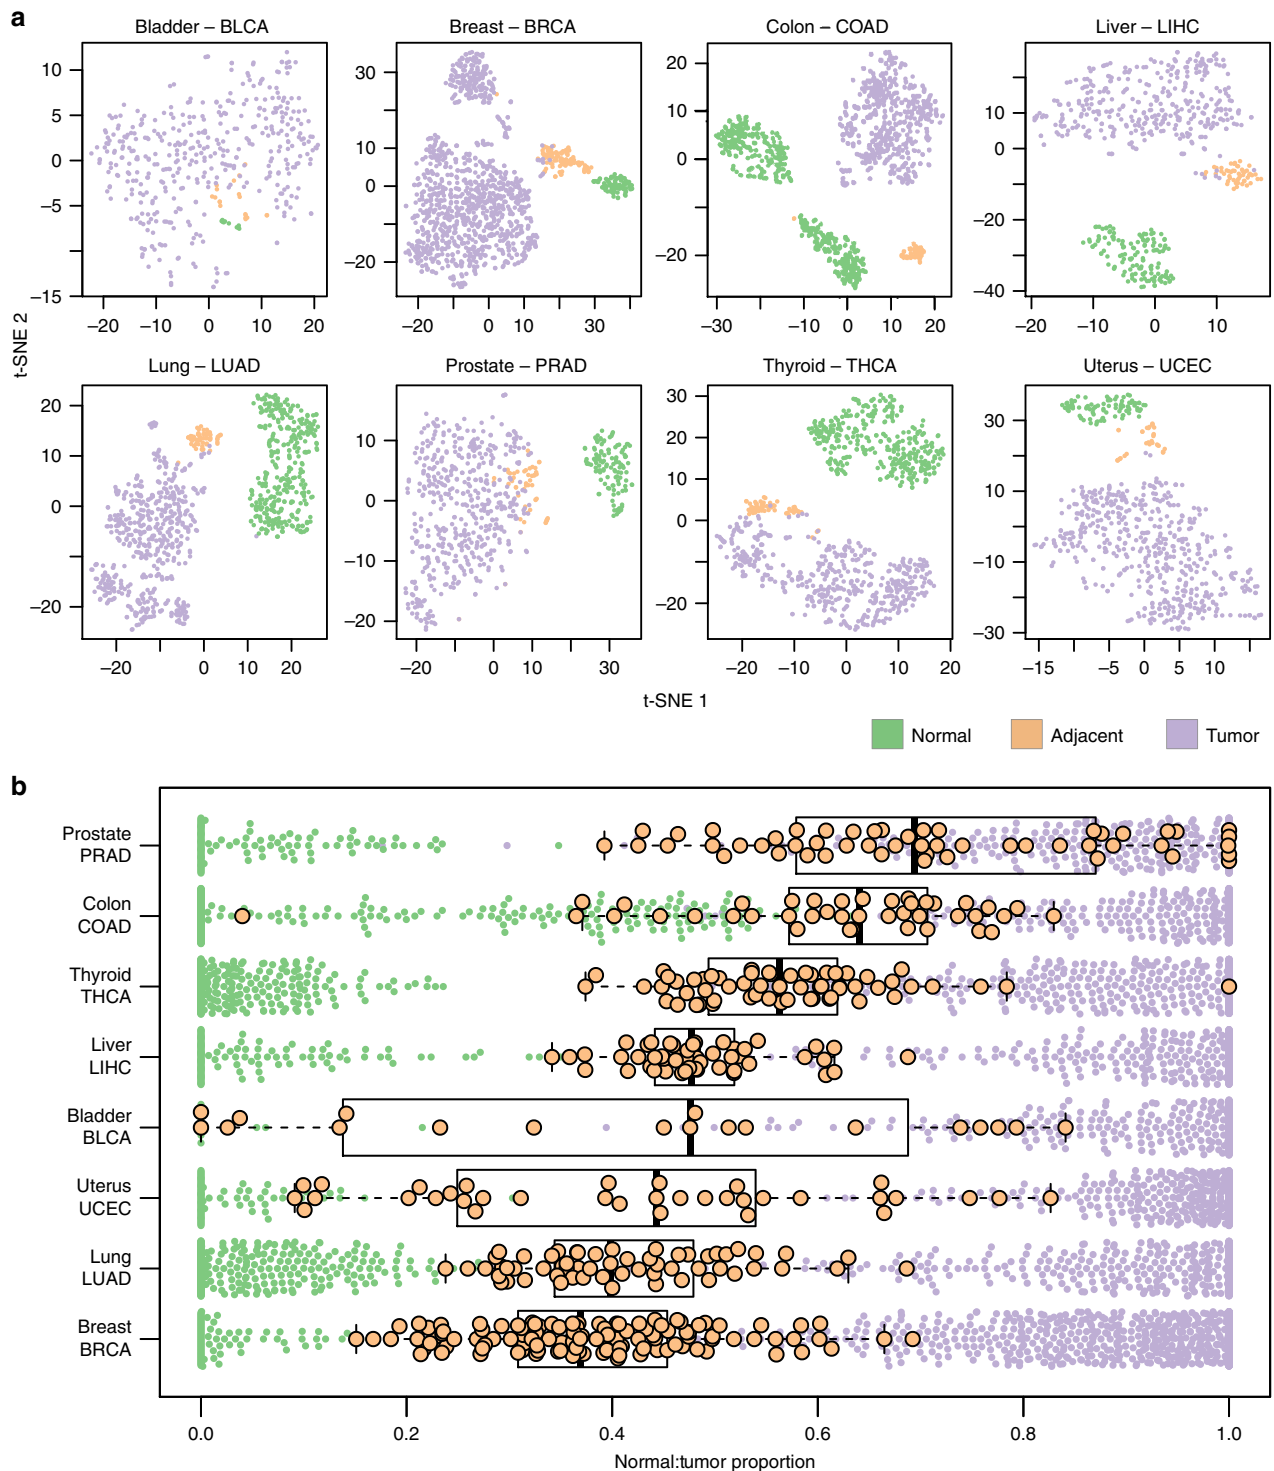 a
Bladder – BLCA
Breast – BRCA
Colon – COAD
Liver – LIHC
10
5
0
−5
−15
−20 −10 0 10 20
30
10
0
−20
−20 0 10 30
20
10
0
−20
−30 −10 0 10 20
20
0
−20
−40
−20 −10 0 10
t-SNE 2
Lung – LUAD
Prostate – PRAD
Thyroid – THCA
Uterus – UCEC
20
10
0
−20
−20 0 10 20
10
0
−10
−20
−20 0 10 30
30
20
10
0
−20
−20 −10 0 10 20
30
10
−10
−30
−15 −5 0 5 10
t-SNE 1
Normal
Adjacent
Tumor
b
Prostate
PRAD
Colon
COAD
Thyroid
THCA
Liver
LIHC
Bladder
BLCA
Uterus
UCEC
Lung
LUAD
Breast
BRCA
0.0 0.2 0.4 0.6 0.8 1.0
Normal:tumor proportion